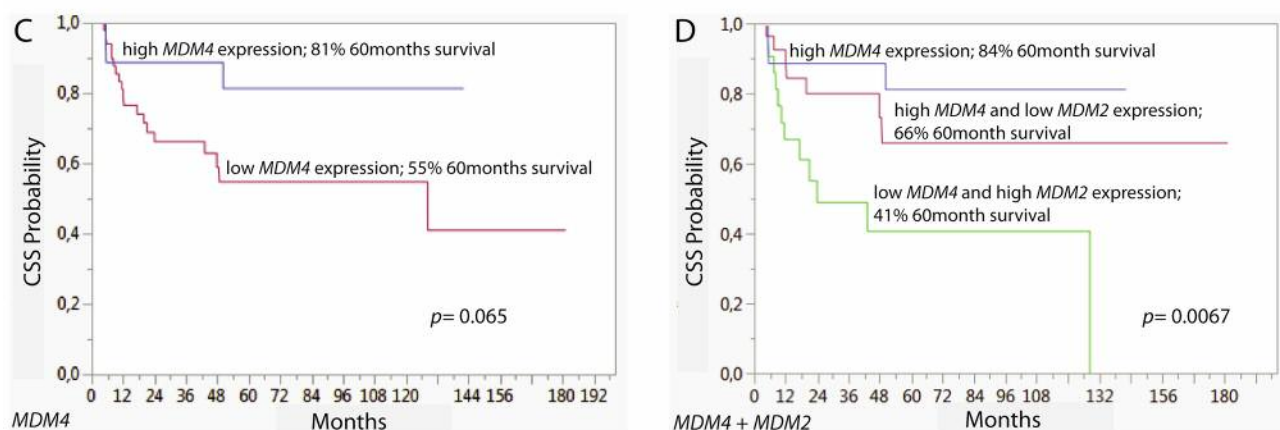 C
1,0
0,8
0,6
0,4
0,2
0,0
CSS Probability
high MDM4 expression; 81% 60months survival
low MDM4 expression; 55% 60months survival
p= 0.065
0 12 24 36 48 60 72 84 96 108 120 144 156 180 192
MDM4
Months
D
1,0
0,8
0,6
0,4
0,2
0,0
CSS Probability
high MDM4 expression; 84% 60month survival
high MDM4 and low MDM2 expression;
66% 60month survival
low MDM4 and high MDM2 expression;
41% 60month survival
p= 0.0067
0 12 24 36 48 60 72 84 96 108 132 156 180
MDM4 + MDM2
Months